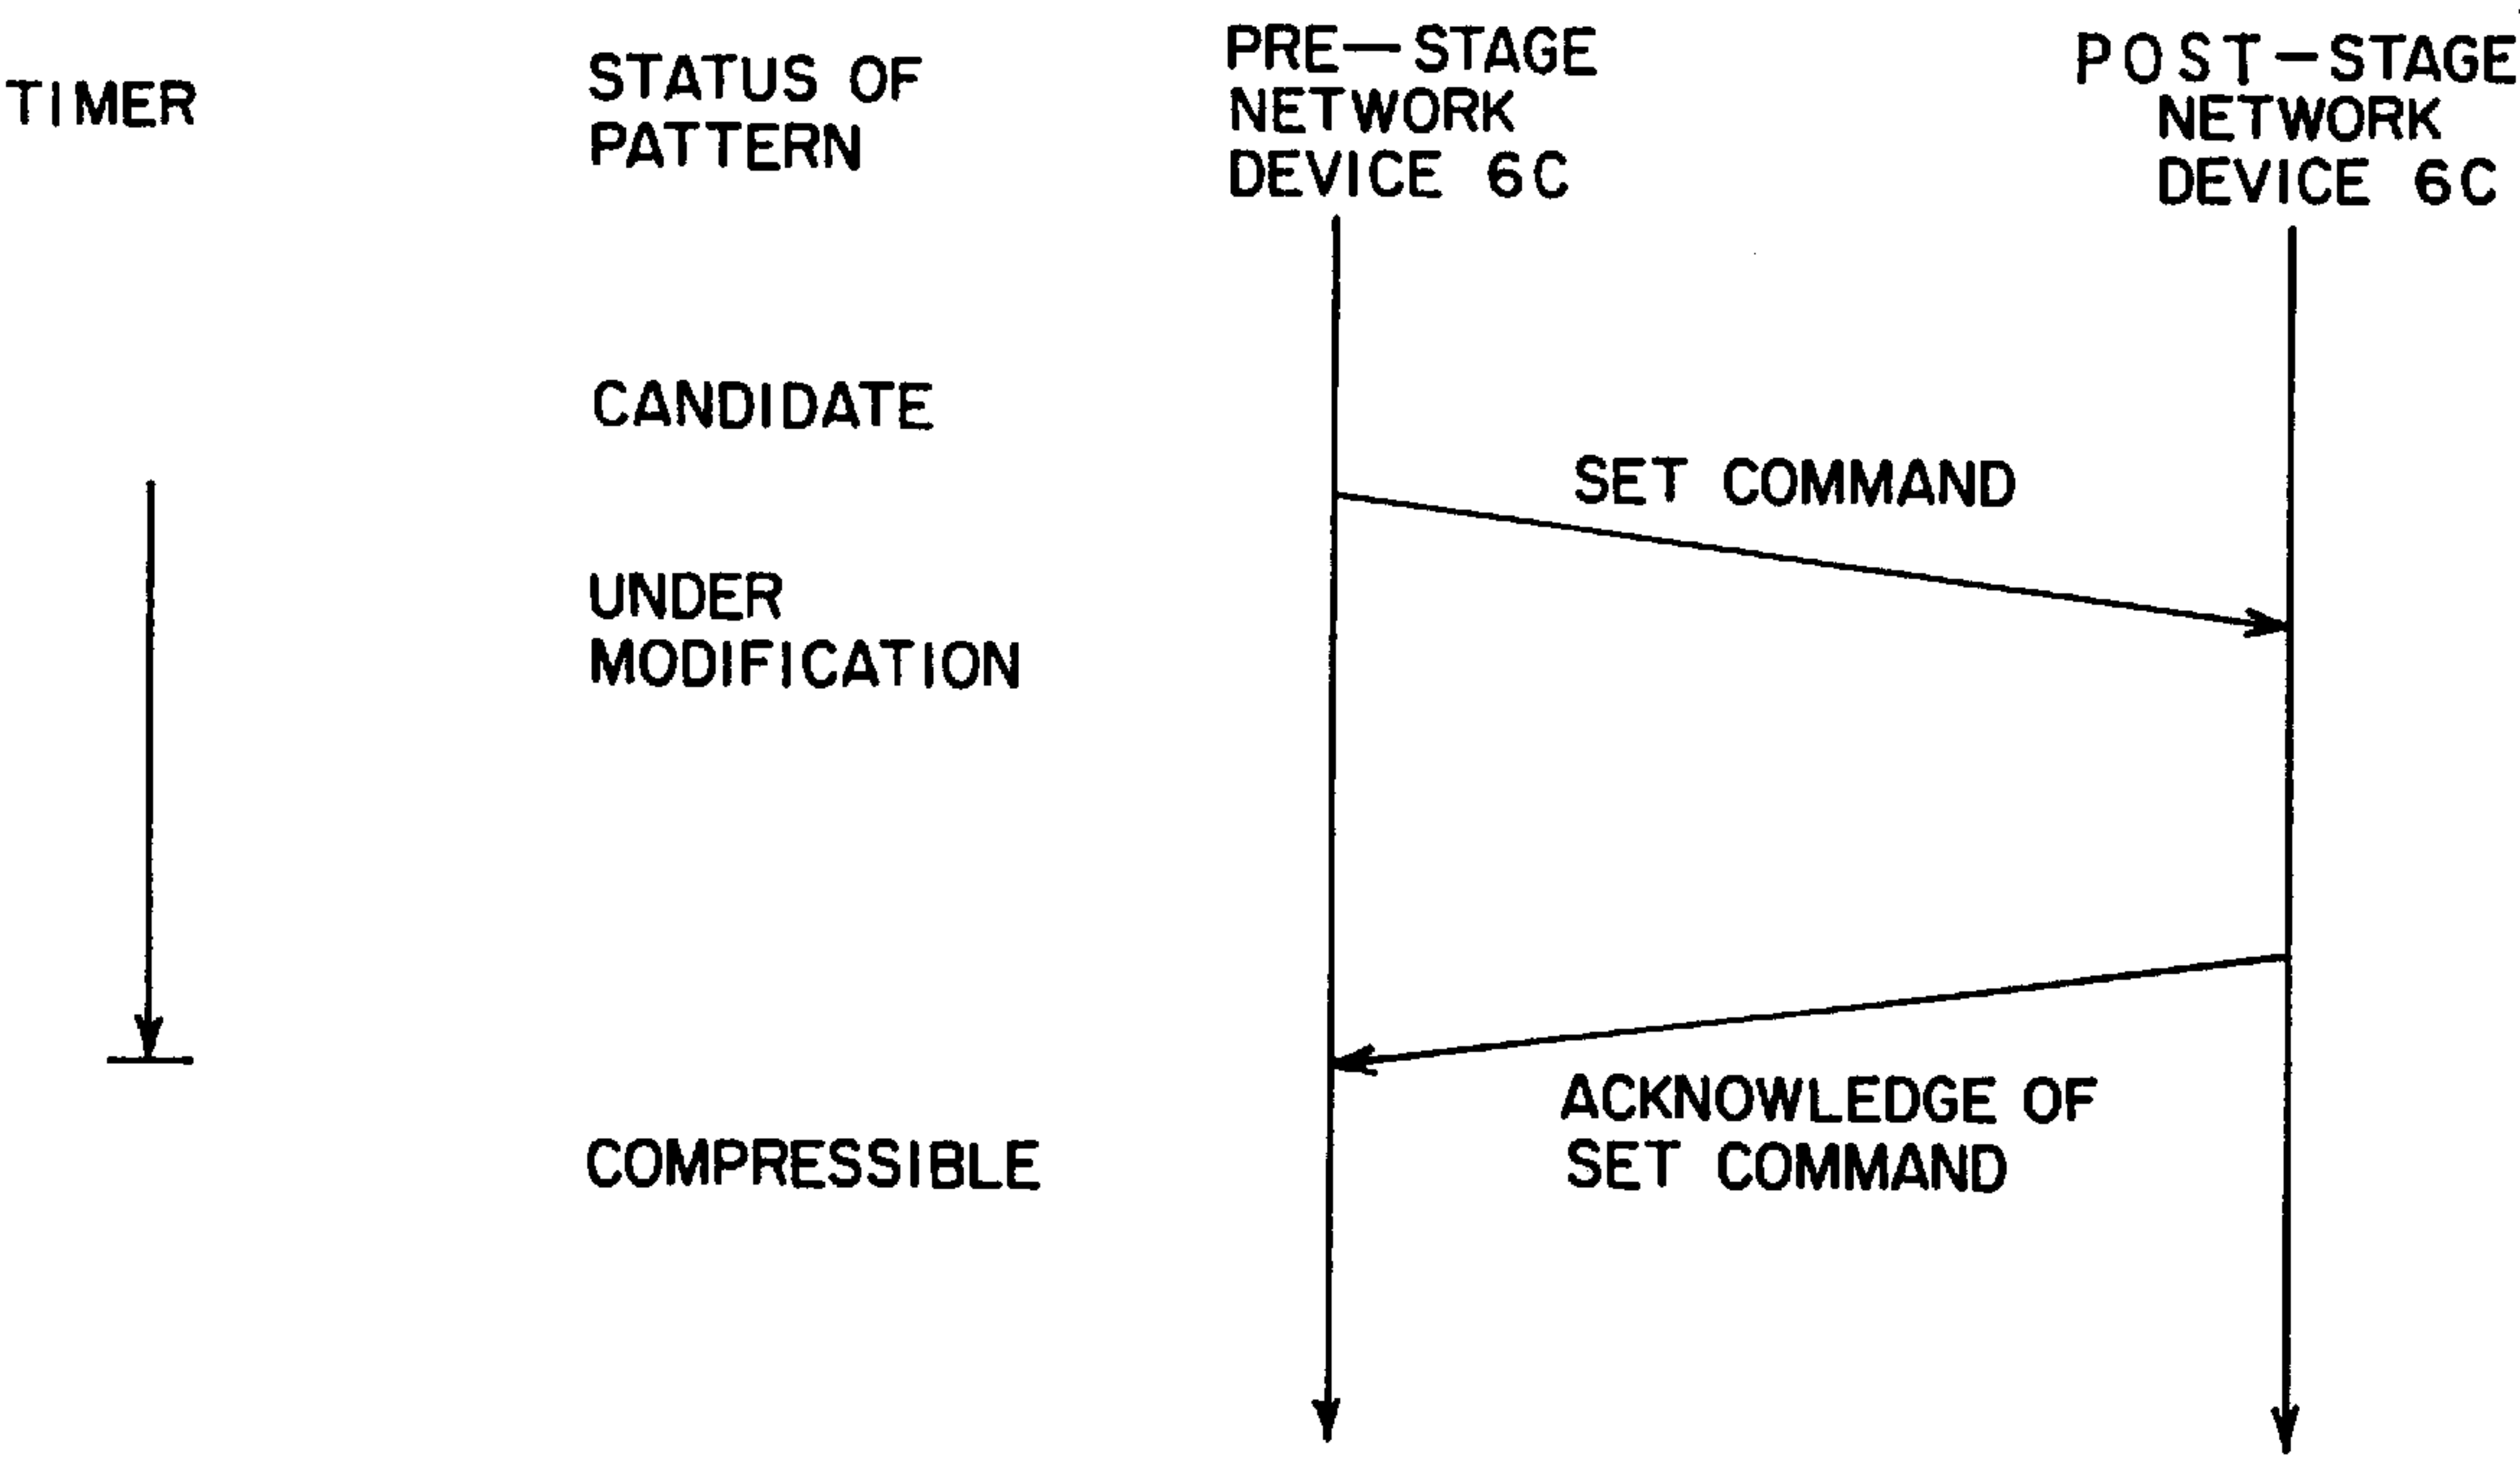 TIMER
STATUS OF
PATTERN
PRE—STAGE
NETWORK
DEVICE 6C
POST—STAGE
NETWORK
DEVICE 6C
CANDIDATE
SET COMMAND
UNDER
MODIFICATION
ACKNOWLEDGE OF
SET COMMAND
COMPRESSIBLE